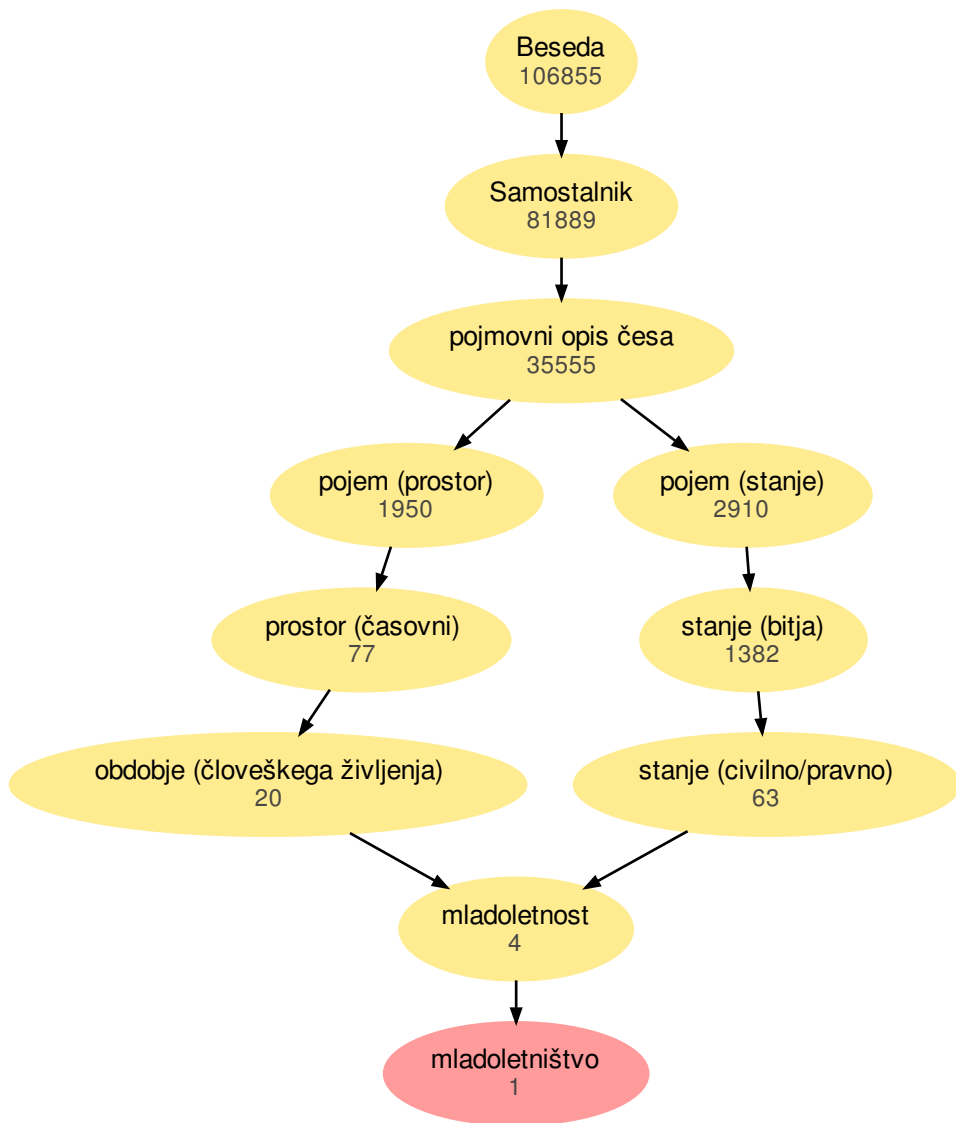 Beseda
106855
Samostalnik
81889
pojmovni opis česa
35555
pojem (prostor)
1950
pojem (stanje)
2910
prostor (časovni)
77
stanje (bitja)
1382
obdobje (človeškega življenja)
20
stanje (civilno/pravno)
63
mladoletnost
4
mladoletništvo
1